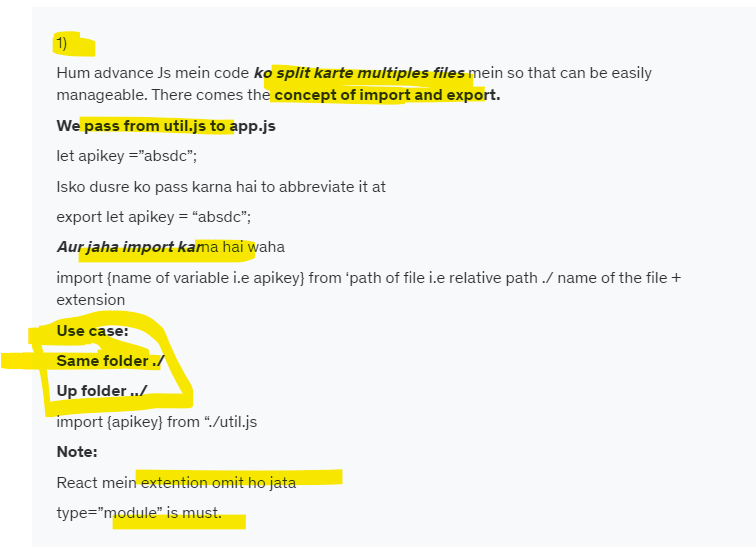 1)
Hum advance Js mein code ko split karte multiples files mein so that can be easily
manageable. There comes the concept of import and export.
We pass from util.js to app.js
let apikey =”absdc”;
Isko dusre ko pass karna hai to abbreviate it at
export let apikey = “absdc”;
Aur jaha import karna hai waha
import {name of variable i.e apikey} from ‘path of file i.e relative path ./ name of the file +
extension
Use case:
Same folder ./
Up folder ../
import {apikey} from “./util.js
Note:
React mein extention omit ho jata
type=”module” is must.